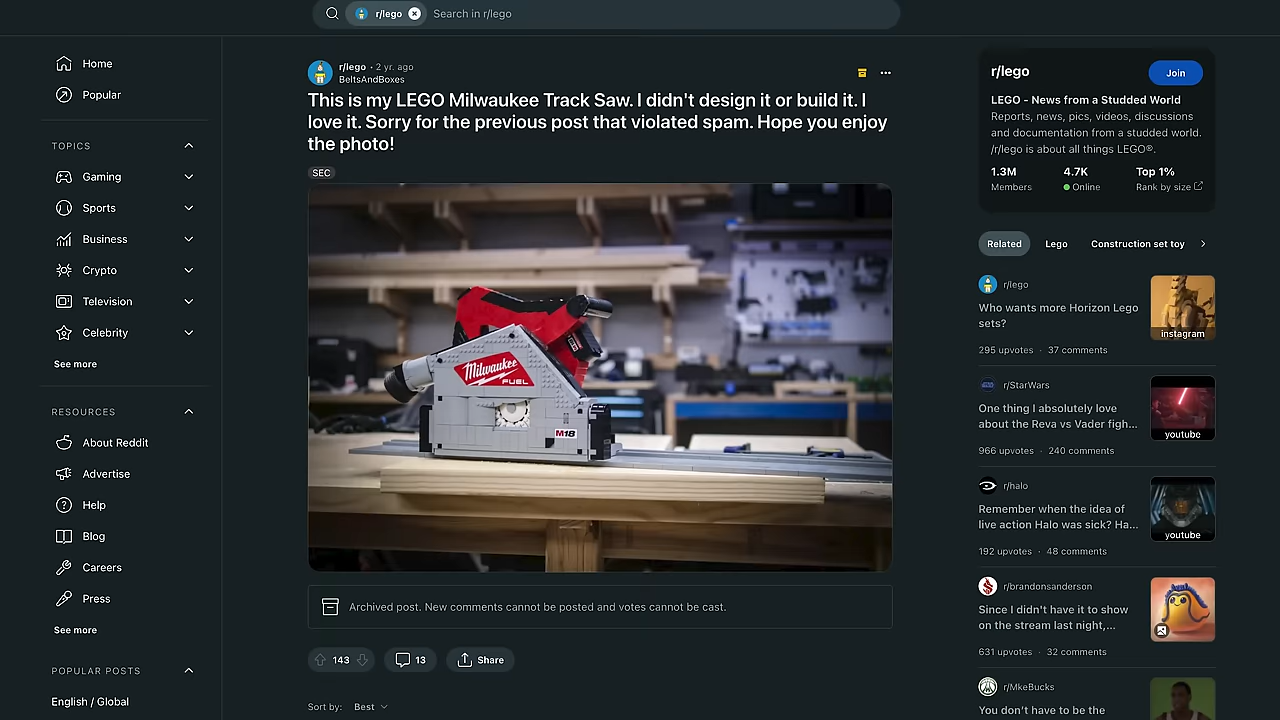 r/lego
Search in r/lego
Home
Popular
TOPICS
Gaming
Sports
Business
Crypto
Television
Celebrity
See more
RESOURCES
About Reddit
Advertise
Help
Blog
Careers
Press
See more
POPULAR POSTS
English / Global
r/lego · 2 yr. ago
BeltsAndBoxes
This is my LEGO Milwaukee Track Saw. I didn't design it or build it. I
love it. Sorry for the previous post that violated spam. Hope you enjoy
the photo!
SEC
Milwaukee
FUEL
M18
Archived post. New comments cannot be posted and votes cannot be cast.
143
13
Share
Sort by: Best
r/lego
Join
LEGO - News from a Studded World
Reports, news, pics, videos, discussions
and documentation from a studded world.
/r/lego is about all things LEGO®.
1.3M 4.7K Top 1%
Members Online Rank by size
Related Lego Construction set toy
r/lego
Who wants more Horizon Lego
sets?
instagram
295 upvotes · 37 comments
r/StarWars
One thing I absolutely love
about the Reva vs Vader figh...
youtube
966 upvotes · 240 comments
r/halo
Remember when the idea of
live action Halo was sick? Ha...
youtube
192 upvotes · 48 comments
r/brandonsanderson
Since I didn't have it to show
on the stream last night,...
631 upvotes · 32 comments
r/MkeBucks
You don't have to be the